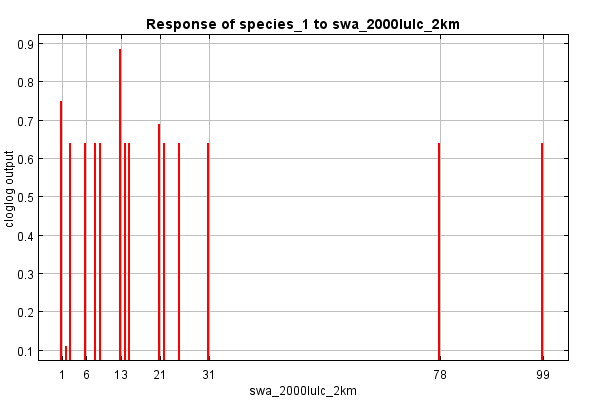 Response of species_1 to swa_2000lulc_2km
0.9
0.8
0.7
0.6
0.5
0.4
0.3
0.2
0.1
cloglog output
1 6 13 21 31 78 99
swa_2000lulc_2km